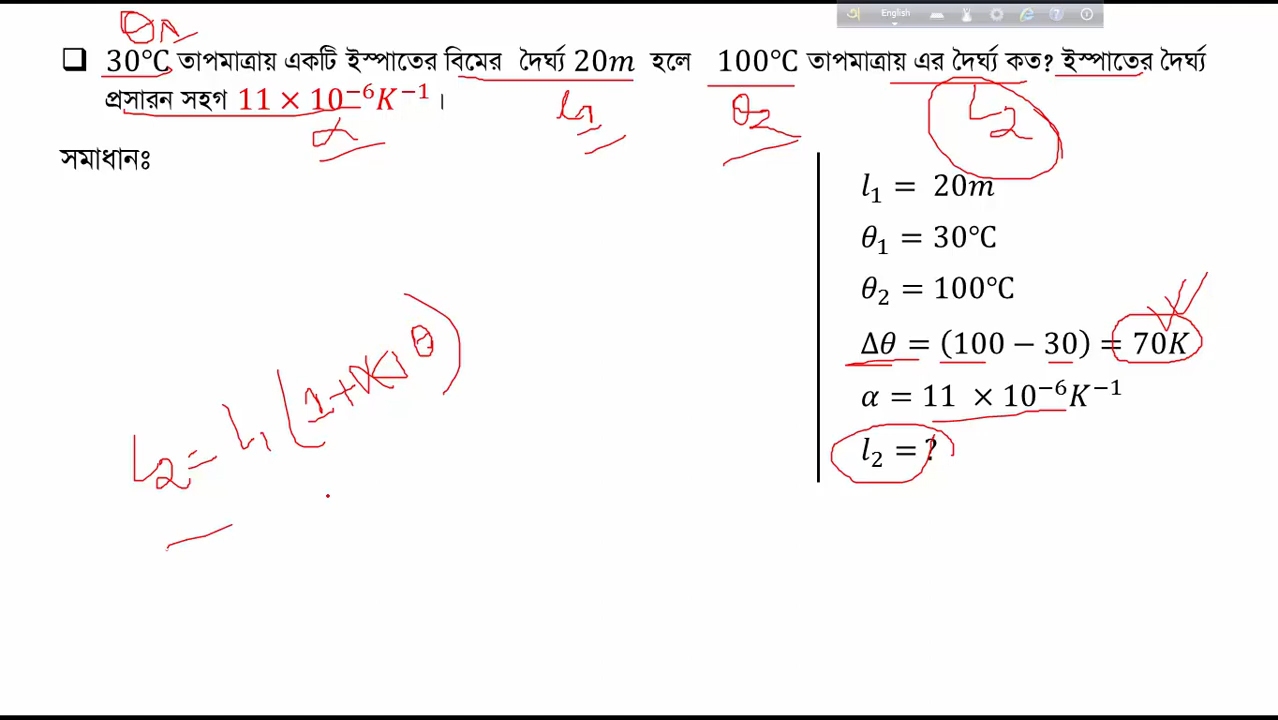 English
θ1
30°C তাপমাত্রায় একটি ইস্পাতের বিমের দৈর্ঘ্য 20m হলে 100°C তাপমাত্রায় এর দৈর্ঘ্য কত? ইস্পাতের দৈর্ঘ্য
প্রসারন সহগ 11 × 10⁻⁶K⁻¹ ।
α l₁ θ₂ L₂
সমাধানঃ
l₁ = 20m
θ₁ = 30°C
θ₂ = 100°C
Δθ = (100 − 30) = 70K
α = 11 × 10⁻⁶K⁻¹
l₂ = ?
L₂ = L₁ (1+αΔθ)